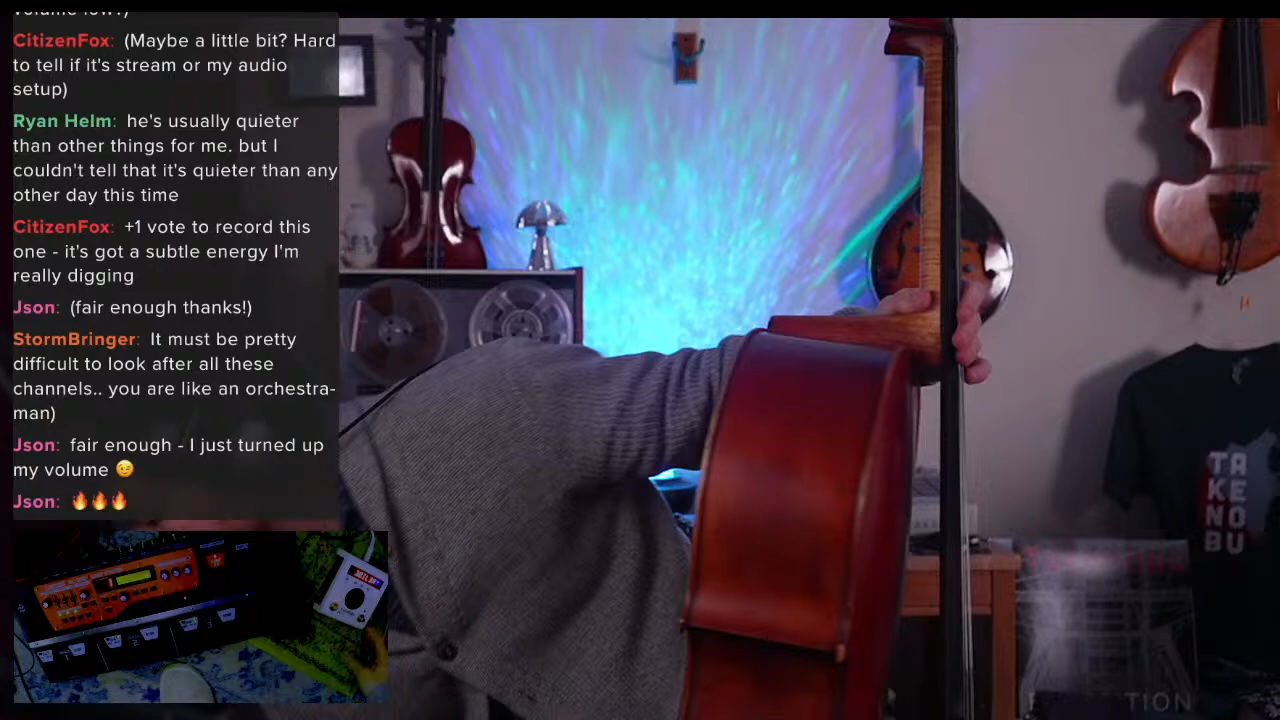 CitizenFox: (Maybe a little bit? Hard
to tell if it's stream or my audio
setup)
Ryan Helm: he's usually quieter
than other things for me. but I
couldn't tell that it's quieter than any
other day this time
CitizenFox: +1 vote to record this
one - it's got a subtle energy I'm
really digging
Json: (fair enough thanks!)
StormBringer: It must be pretty
difficult to look after all these
channels.. you are like an orchestra-
man)
Json: fair enough - I just turned up
my volume 😉
Json: 🔥🔥🔥
TA
KE
NO
BU